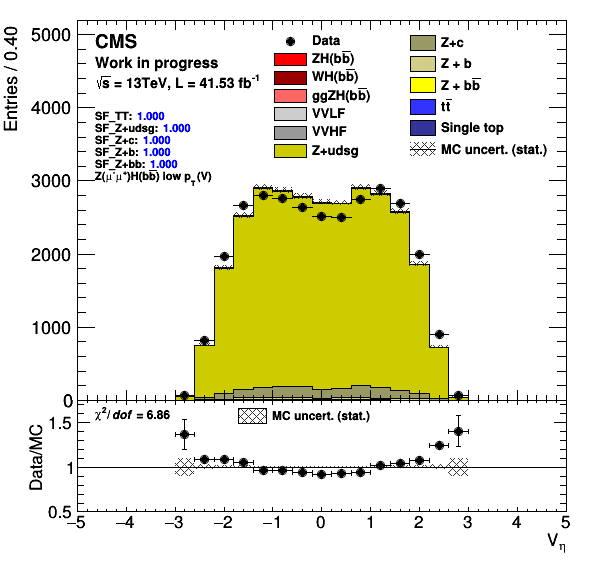 Entries / 0.40
5000
4000
3000
2000
1000
0
CMS
Work in progress
√s = 13TeV, L = 41.53 fb⁻¹
SF_TT: 1.000
SF_Z+udsg: 1.000
SF_Z+c: 1.000
SF_Z+b: 1.000
SF_Z+bb: 1.000
Z(μ⁻μ⁺)H(bb̅) low p_T(V)
Data
ZH(bb̅)
WH(bb̅)
ggZH(bb̅)
VVLF
VVHF
Z+udsg
Z+c
Z + b
Z + bb̅
tt̅
Single top
MC uncert. (stat.)
Data/MC
1.5
1
0.5
χ²/dof = 6.86
MC uncert. (stat.)
−5 −4 −3 −2 −1 0 1 2 3 4 5
V_η